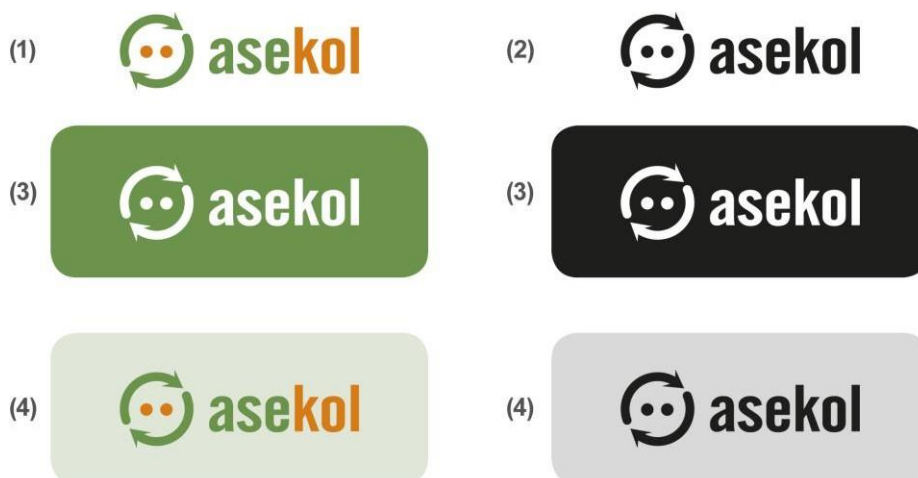 (1) asekol (2) asekol
(3) asekol (3) asekol
(4) asekol (4) asekol